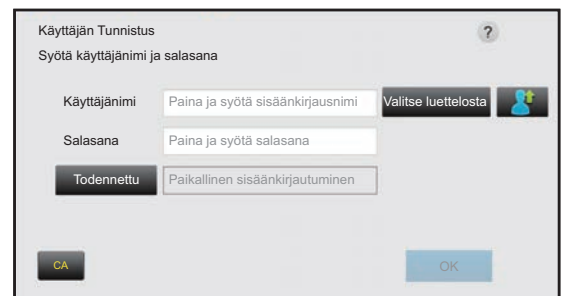 Käyttäjän Tunnistus
?
Syötä käyttäjänimi ja salasana
Käyttäjänimi Paina ja syötä sisäänkirjausnimi Valitse luettelosta
Salasana Paina ja syötä salasana
Todennettu Paikallinen sisäänkirjautuminen
CA OK